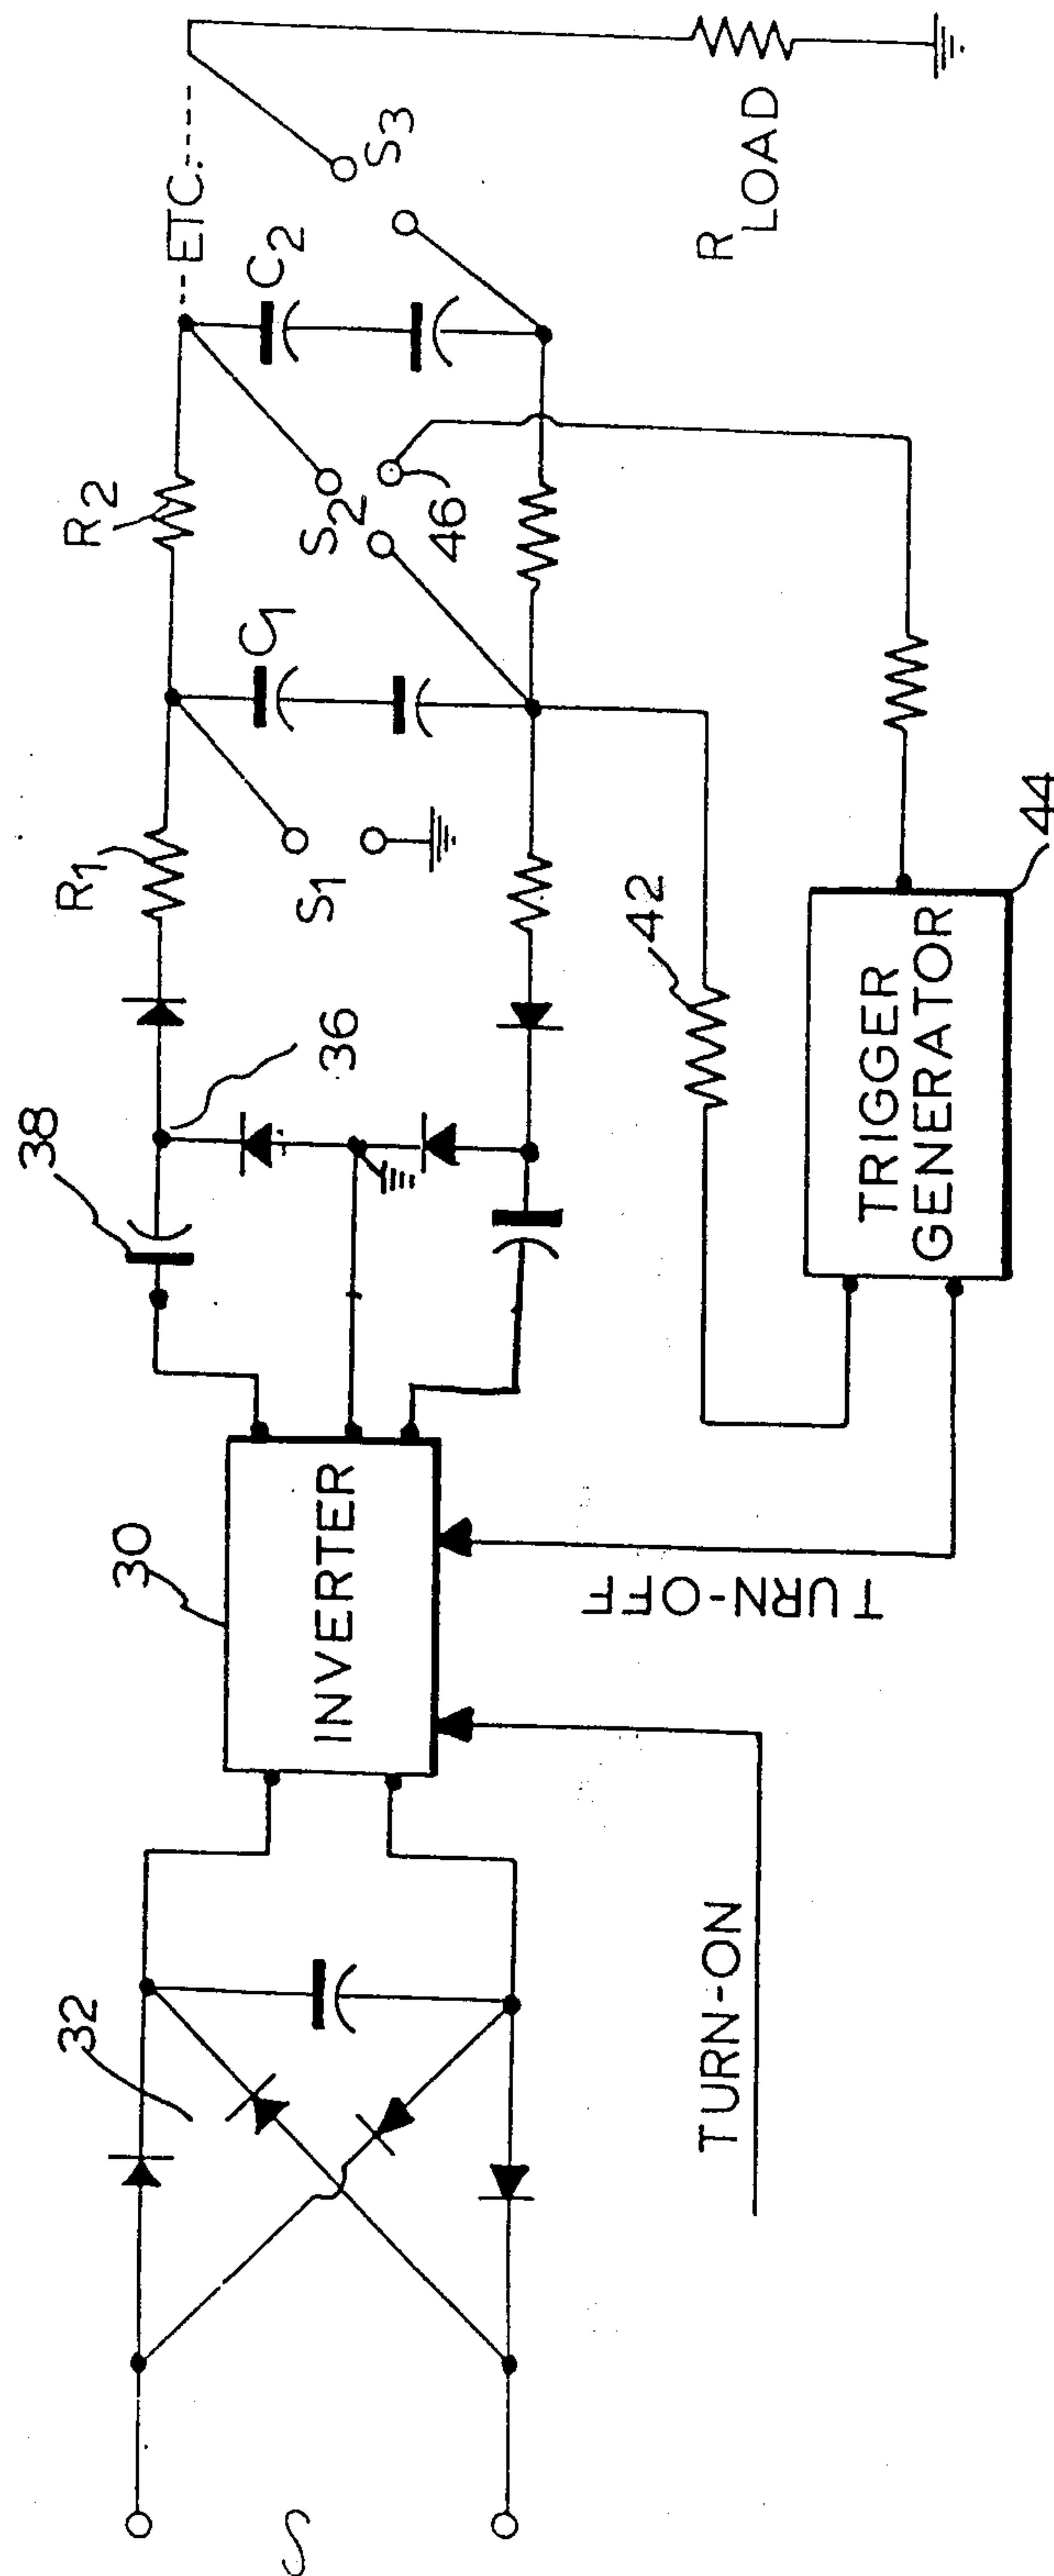 32
30
INVERTER
TURN-ON
TURN-OFF
38
36
R1
S1
C1
R2
S2
46
C2
ETC.
S3
RLOAD
42
TRIGGER
GENERATOR
44